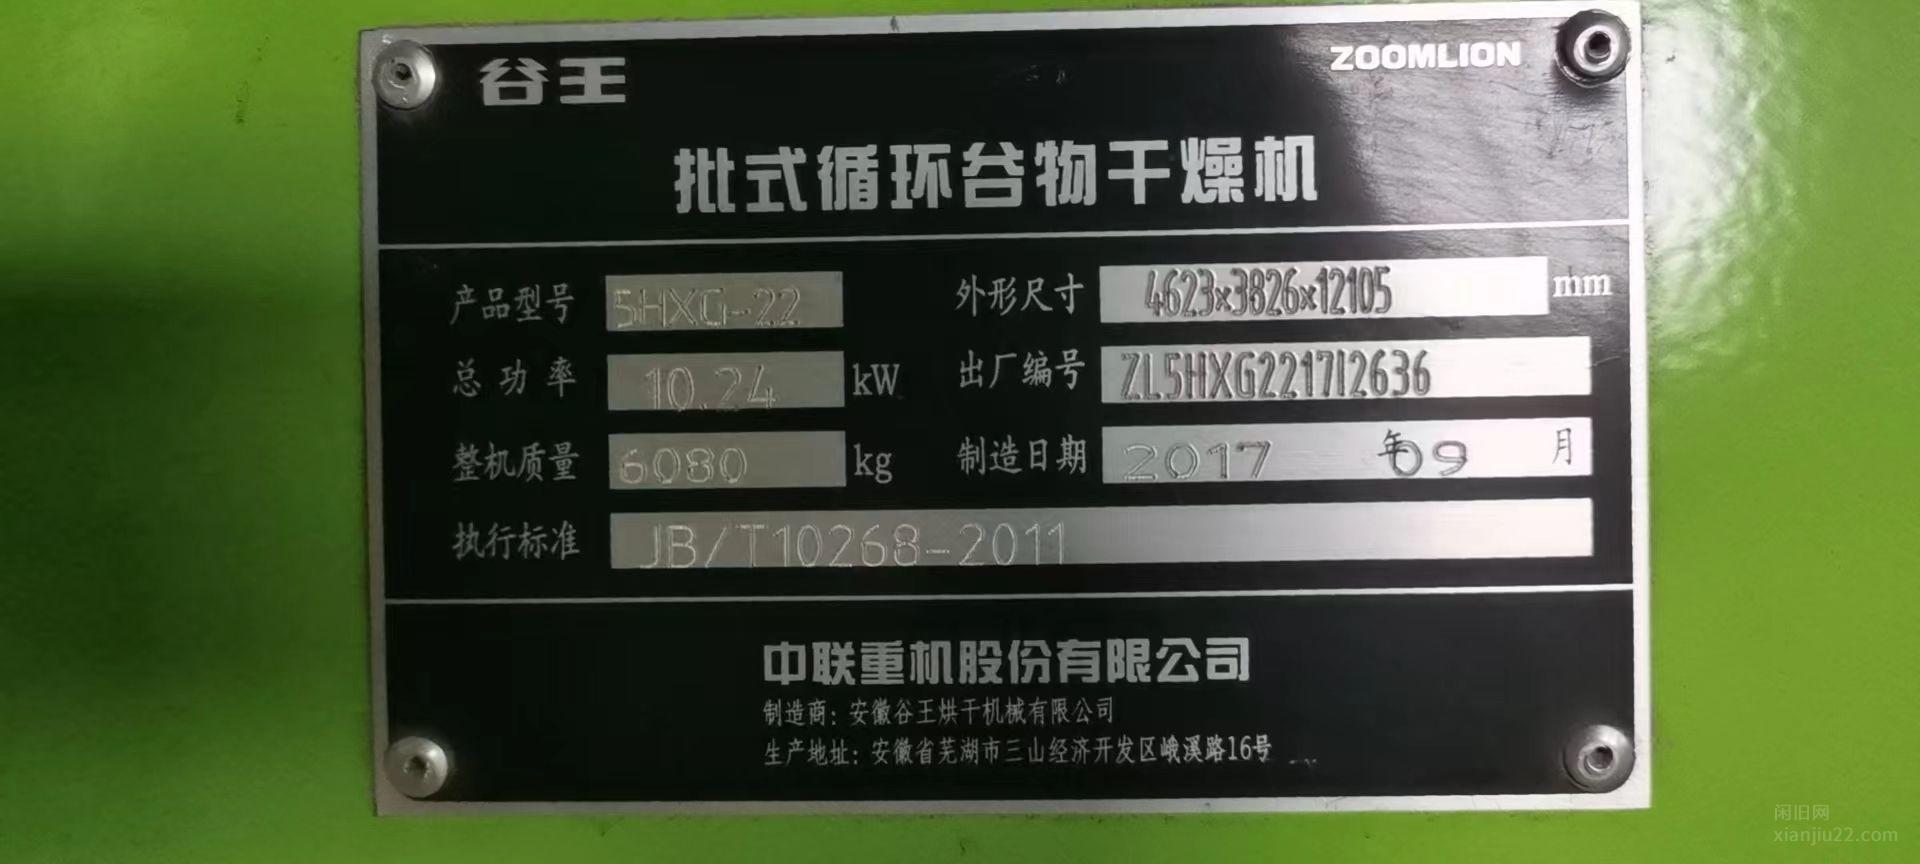 谷王 ZOOMLION
批式循环谷物干燥机
产品型号 5HXG-22 外形尺寸 4623x3826x12105 mm
总功率 10.24 kW 出厂编号 ZL5HXG221712636
整机质量 6080 kg 制造日期 2017 年 09 月
执行标准 JB/T10268-2011
中联重机股份有限公司
制造商：安徽谷王烘干机械有限公司
生产地址：安徽省芜湖市三山经济开发区峨溪路16号
闲旧网
xianjiu22.com